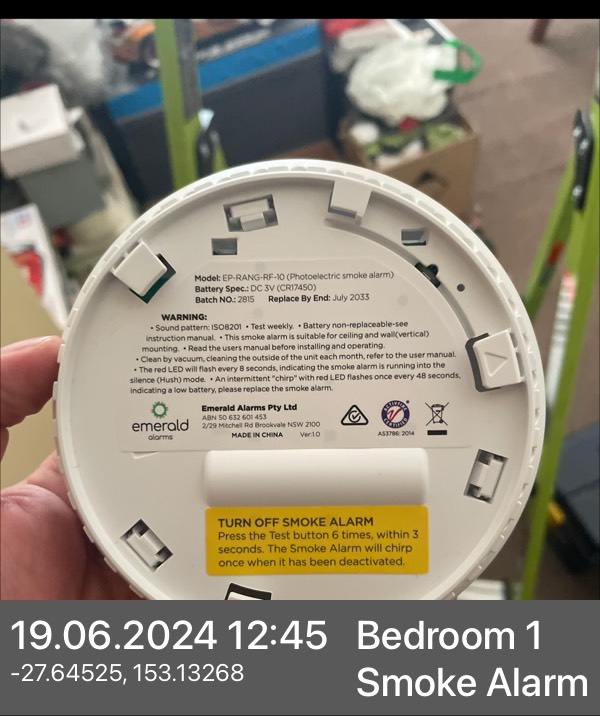 Model: EP-RANG-RF-10 (Photoelectric smoke alarm)
Battery Spec.: DC 3V (CR17450)
Batch NO.: 2815 Replace By End: July 2033
WARNING:
• Sound pattern: ISO8201 • Test weekly. • Battery non-replaceable-see
instruction manual. • This smoke alarm is suitable for ceiling and wall(vertical)
mounting. • Read the users manual before installing and operating.
• Clean by vacuum, cleaning the outside of the unit each month, refer to the user manual.
• The red LED will flash every 8 seconds, indicating the smoke alarm is running into the
silence (Hush) mode. • An intermittent "chirp" with red LED flashes once every 48 seconds,
indicating a low battery, please replace the smoke alarm.
emerald
alarms
Emerald Alarms Pty Ltd
ABN 50 632 601 453
2/29 Mitchell Rd Brookvale NSW 2100
MADE IN CHINA Ver:1.0
AS3786: 2014
TURN OFF SMOKE ALARM
Press the Test button 6 times, within 3
seconds. The Smoke Alarm will chirp
once when it has been deactivated.
19.06.2024 12:45
-27.64525, 153.13268
Bedroom 1
Smoke Alarm